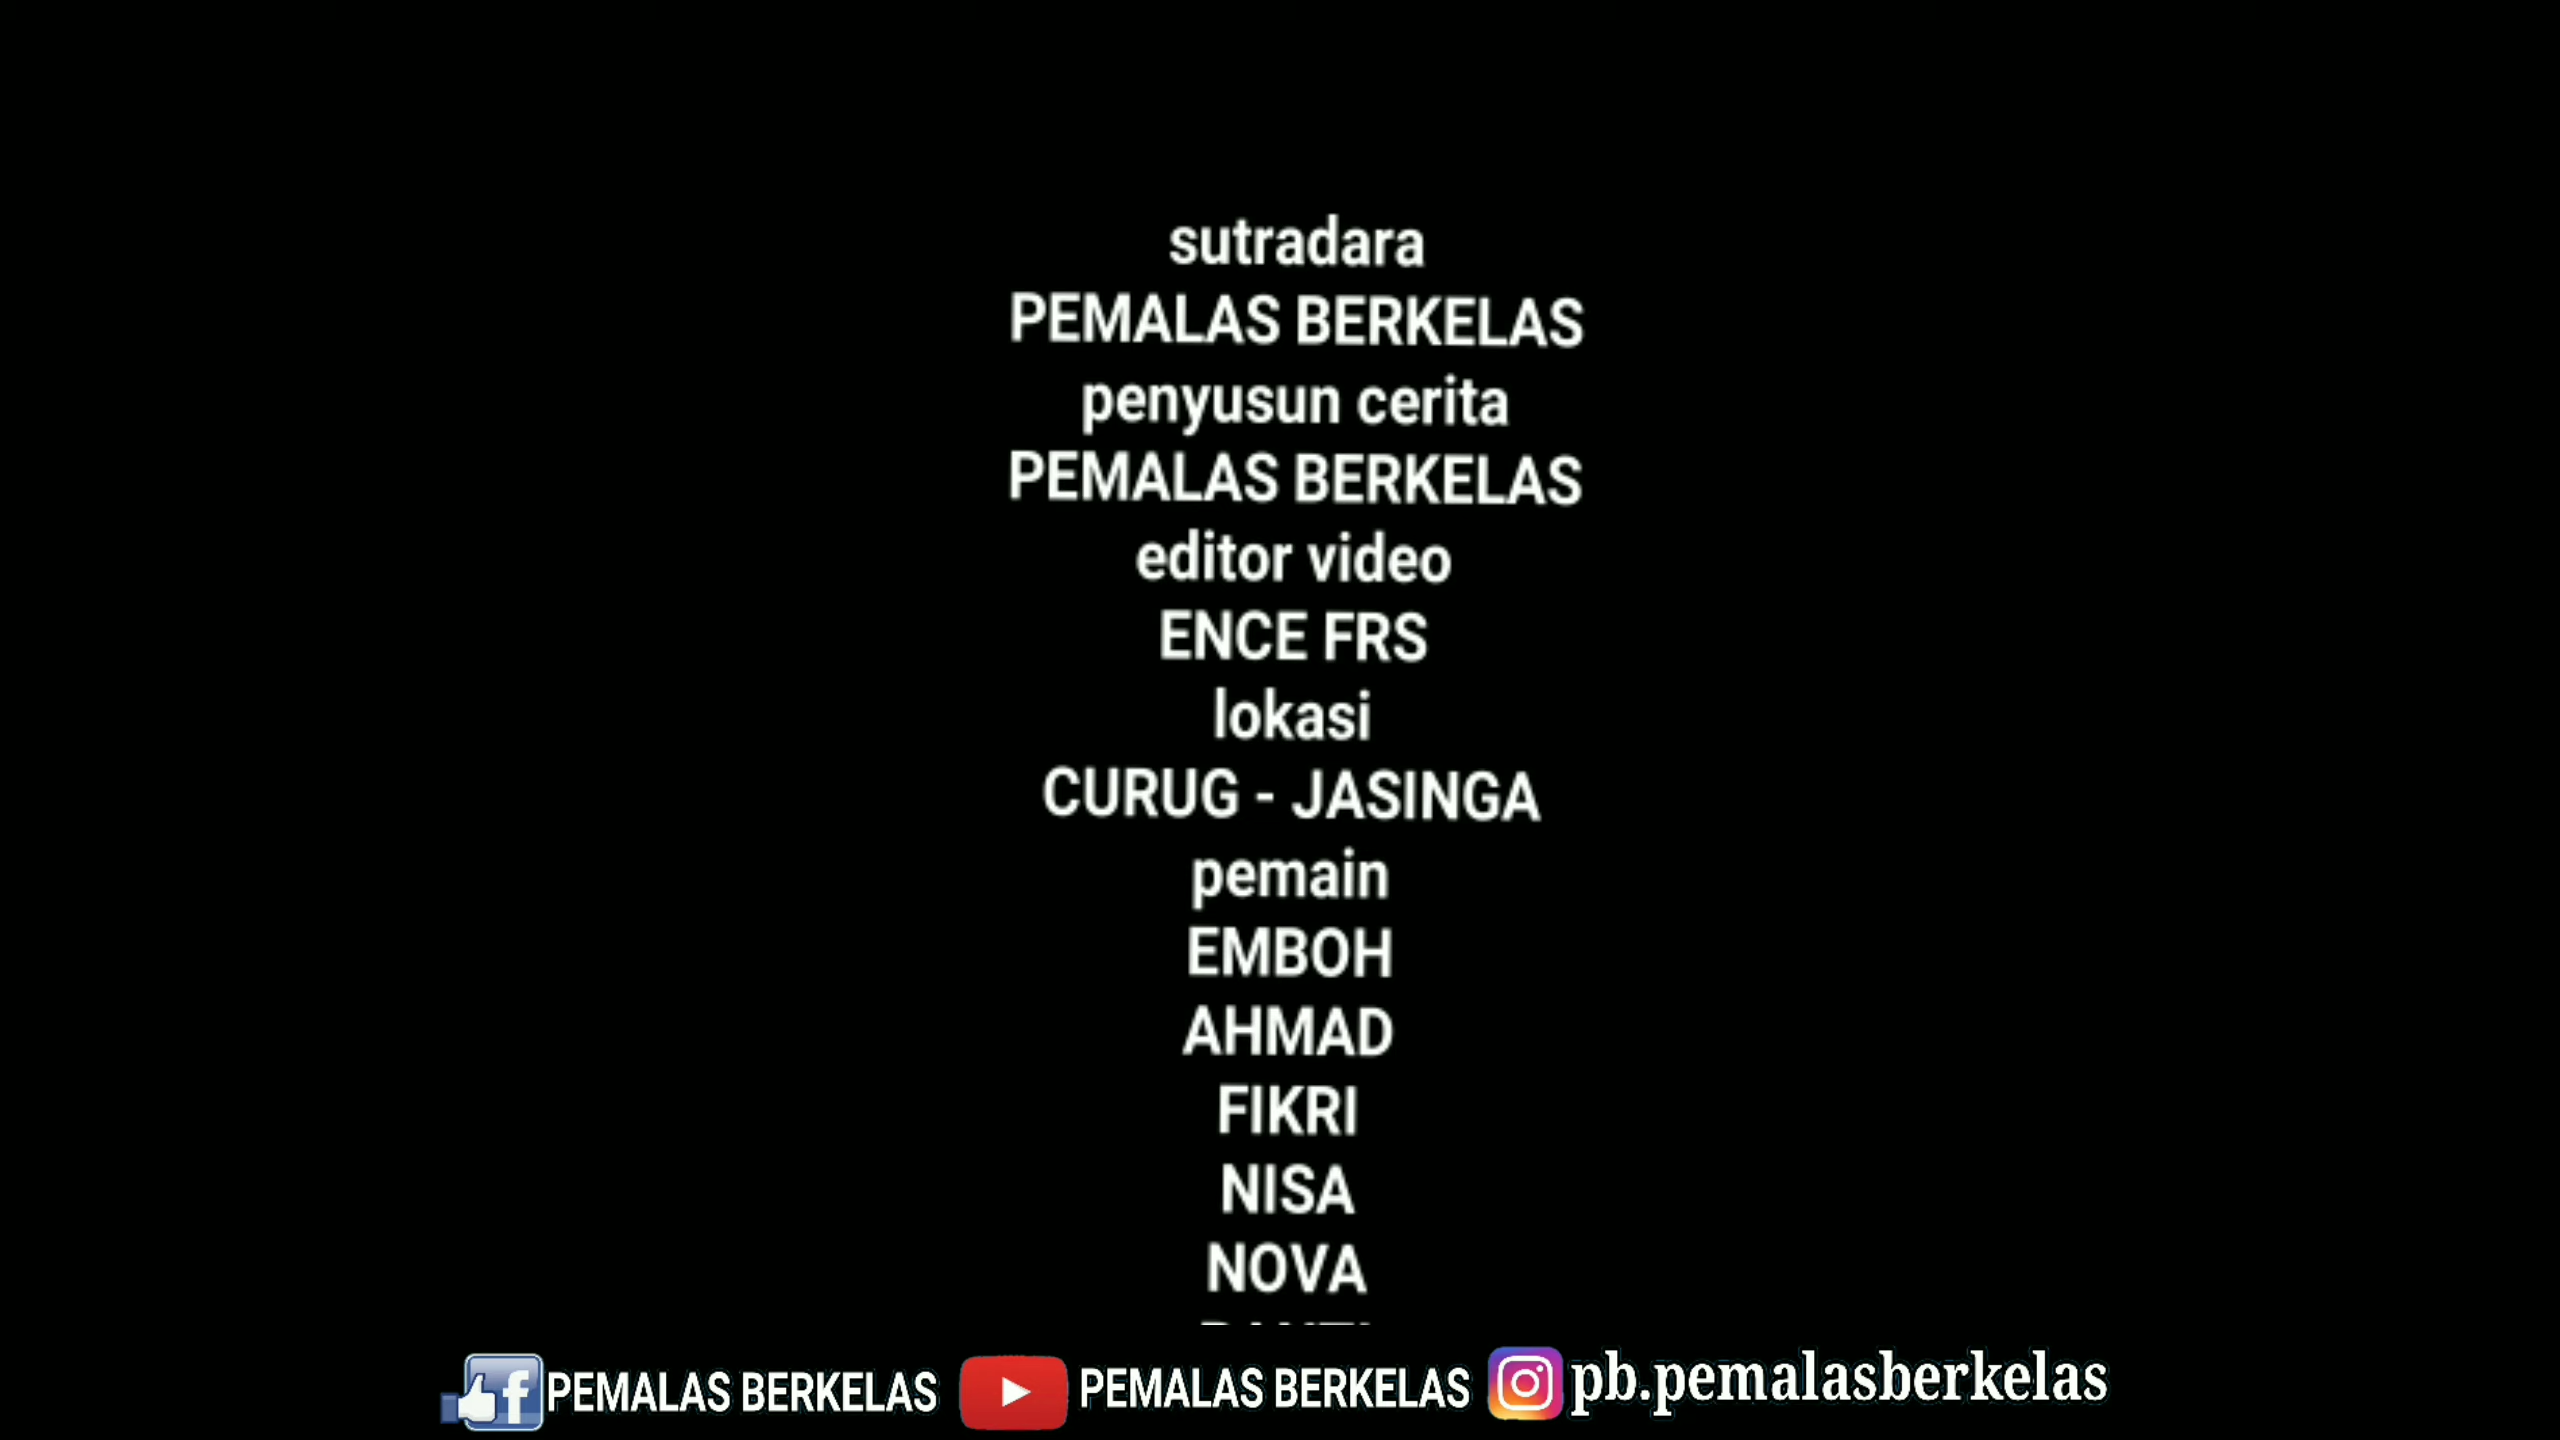 sutradara
PEMALAS BERKELAS
penyusun cerita
PEMALAS BERKELAS
editor video
ENCE FRS
lokasi
CURUG - JASINGA
pemain
EMBOH
AHMAD
FIKRI
NISA
NOVA
PEMALAS BERKELAS PEMALAS BERKELAS pb.pemalasberkelas